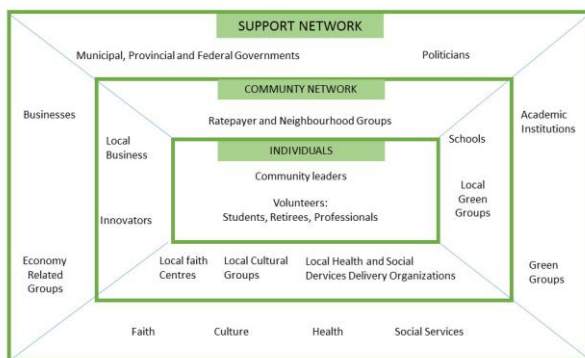 SUPPORT NETWORK
Municipal, Provincial and Federal Governments
Politicians
COMMUNTY NETWORK
Businesses
Ratepayer and Neighbourhood Groups
Academic
Institutions
Local
Business
Schools
INDIVIDUALS
Community leaders
Local
Green
Groups
Volunteers:
Students, Retirees, Professionals
Innovators
Economy
Related
Groups
Local faith
Centres
Local Cultural
Groups
Local Health and Social
Dervices Delivery Organizations
Green
Groups
Faith
Culture
Health
Social Services